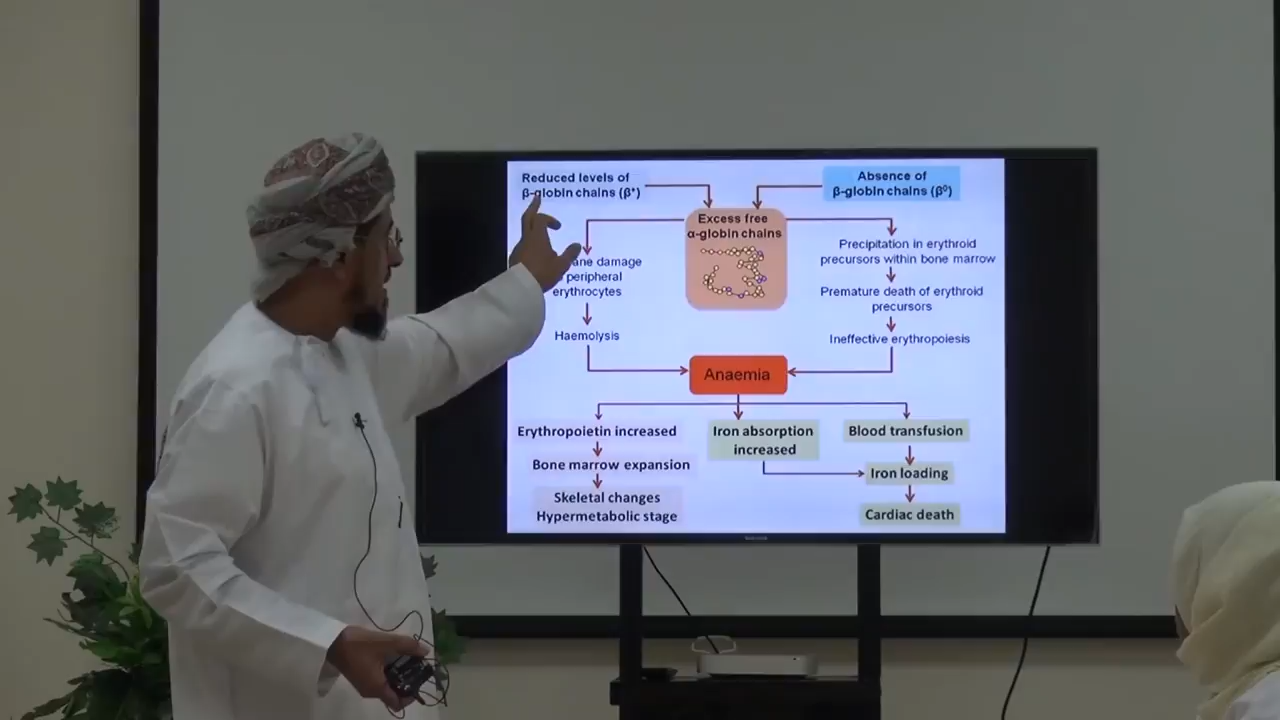 Reduced levels of
β-globin chains (β⁺)
Absence of
β-globin chains (β⁰)
Excess free
α-globin chains
damage
peripheral
erythrocytes
Haemolysis
Precipitation in erythroid
precursors within bone marrow
Premature death of erythroid
precursors
Ineffective erythropoiesis
Anaemia
Erythropoietin increased
Bone marrow expansion
Skeletal changes
Hypermetabolic stage
Iron absorption
increased
Blood transfusion
Iron loading
Cardiac death